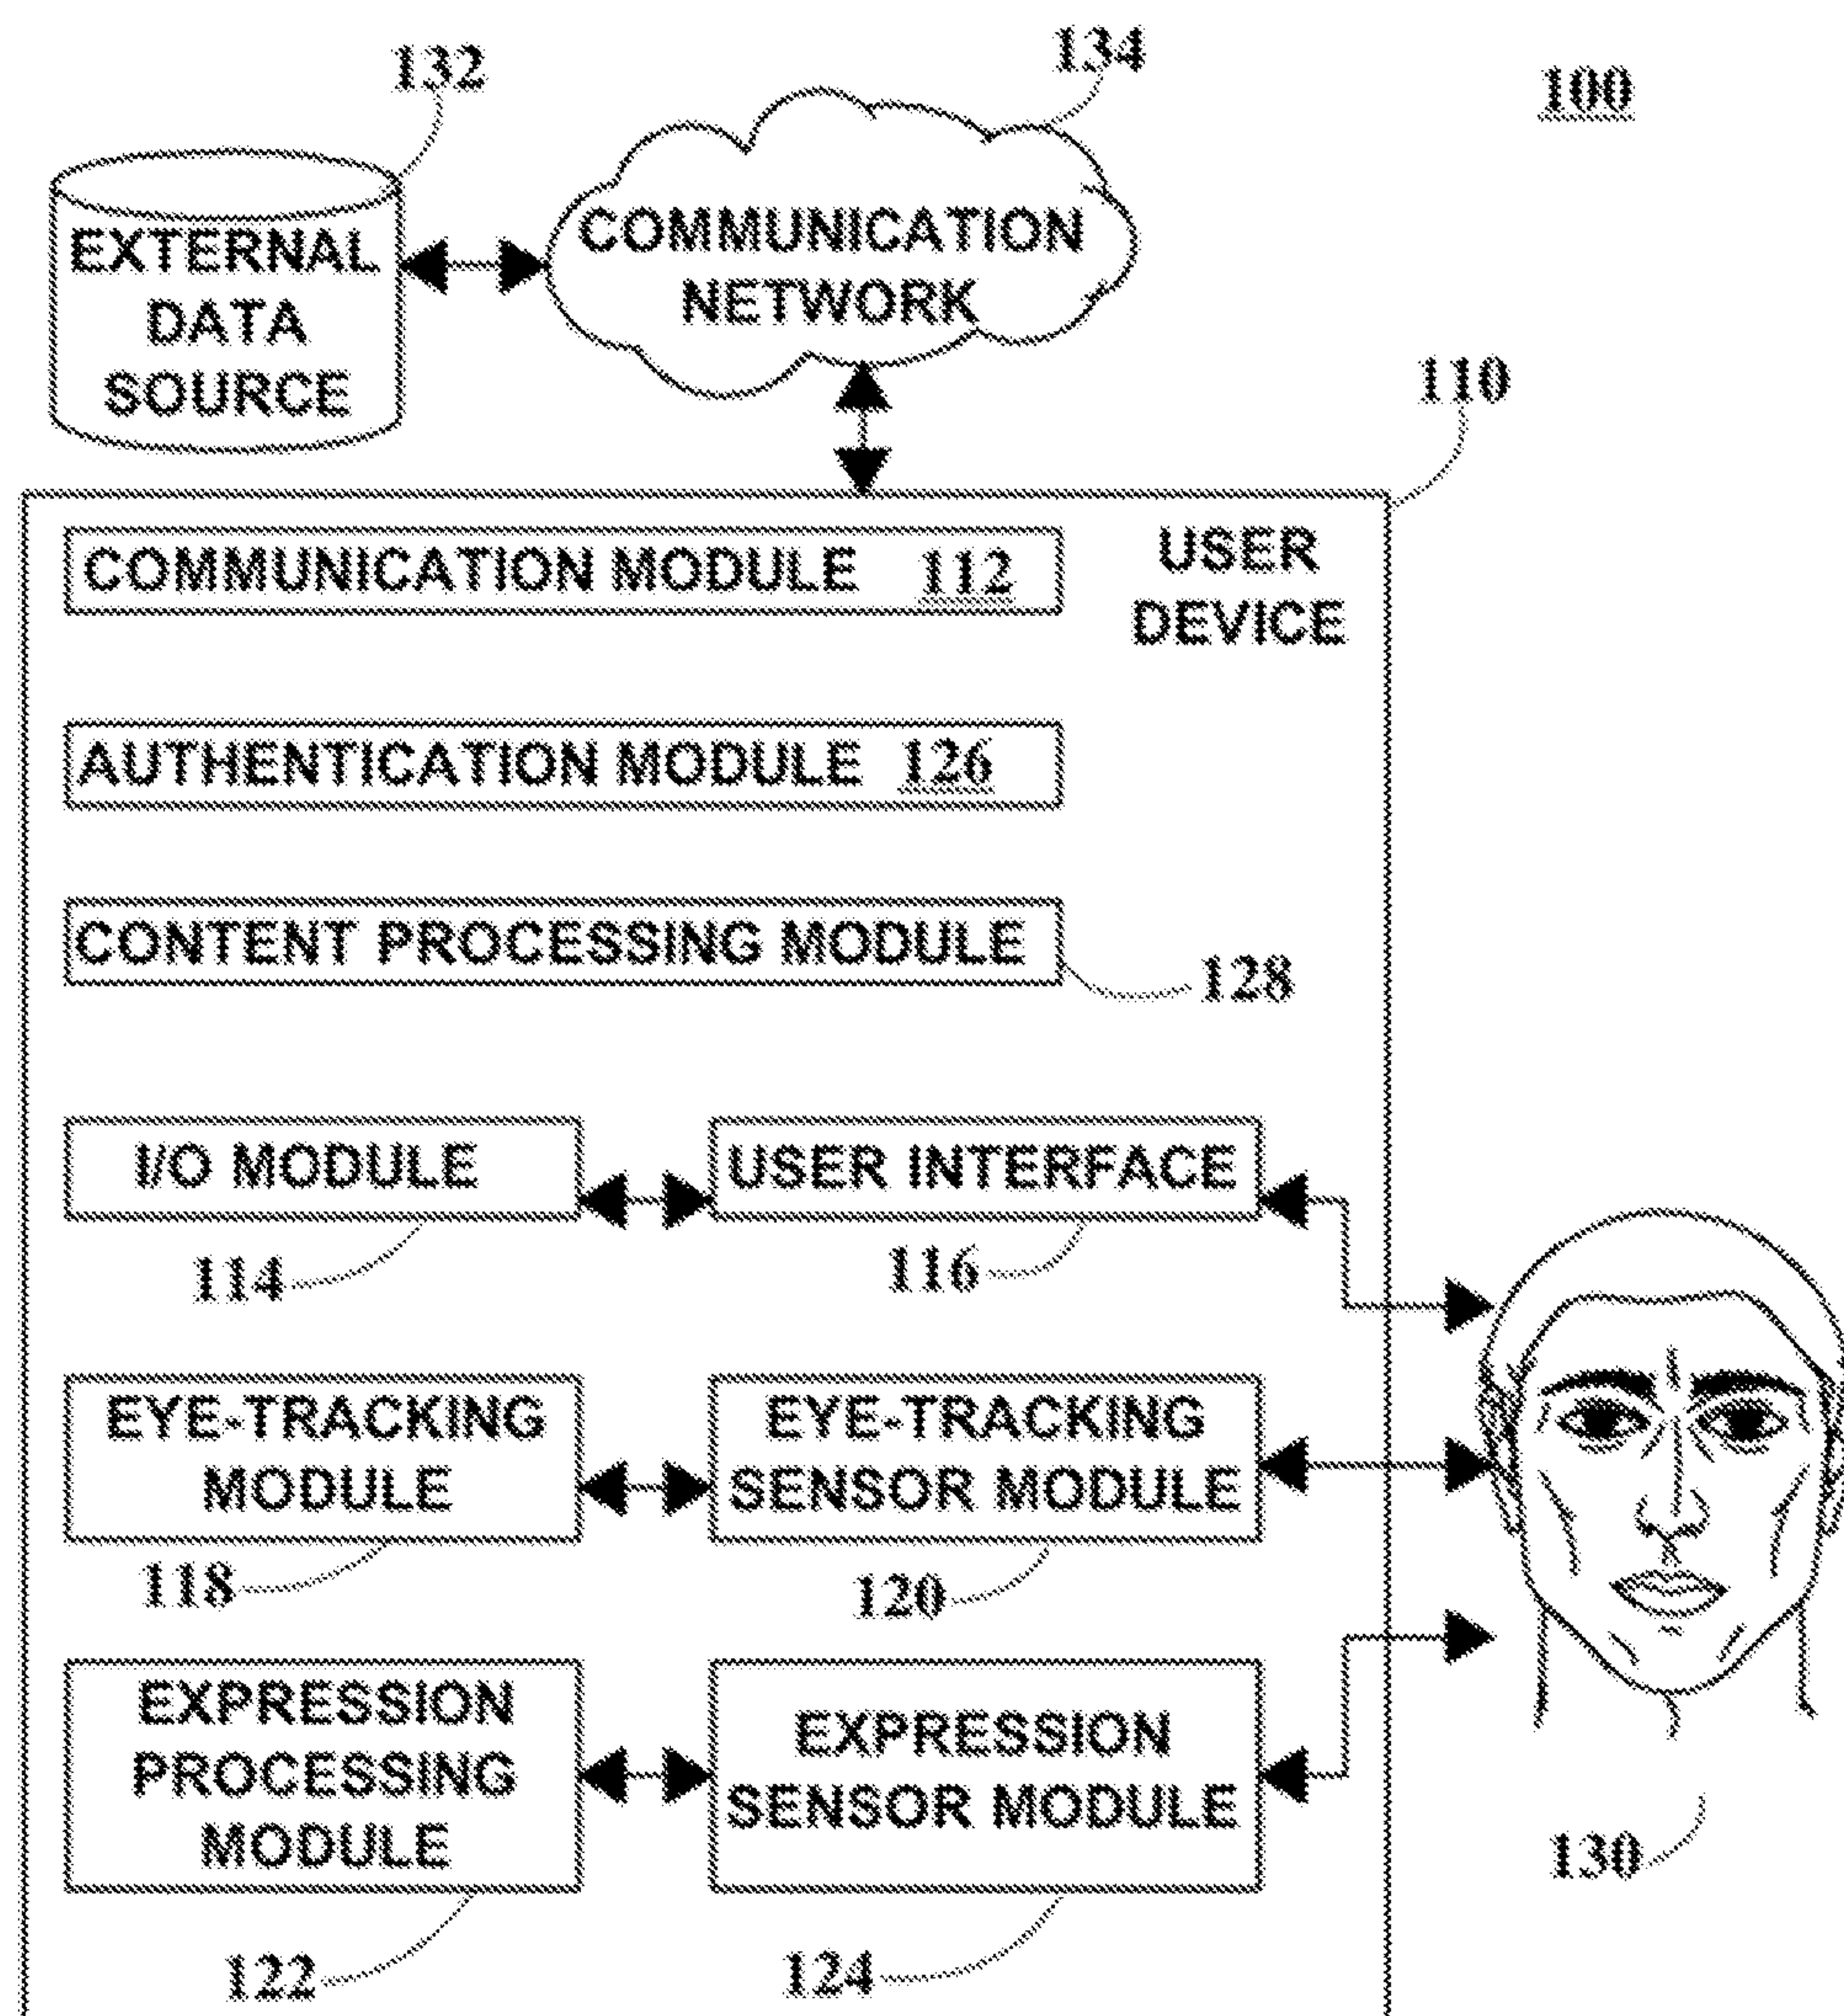 132
134
100
EXTERNAL
DATA
SOURCE
COMMUNICATION
NETWORK
110
COMMUNICATION MODULE 112
USER
DEVICE
AUTHENTICATION MODULE 126
CONTENT PROCESSING MODULE
128
I/O MODULE
USER INTERFACE
114
116
EYE-TRACKING
MODULE
EYE-TRACKING
SENSOR MODULE
118
120
EXPRESSION
PROCESSING
MODULE
EXPRESSION
SENSOR MODULE
130
122
124